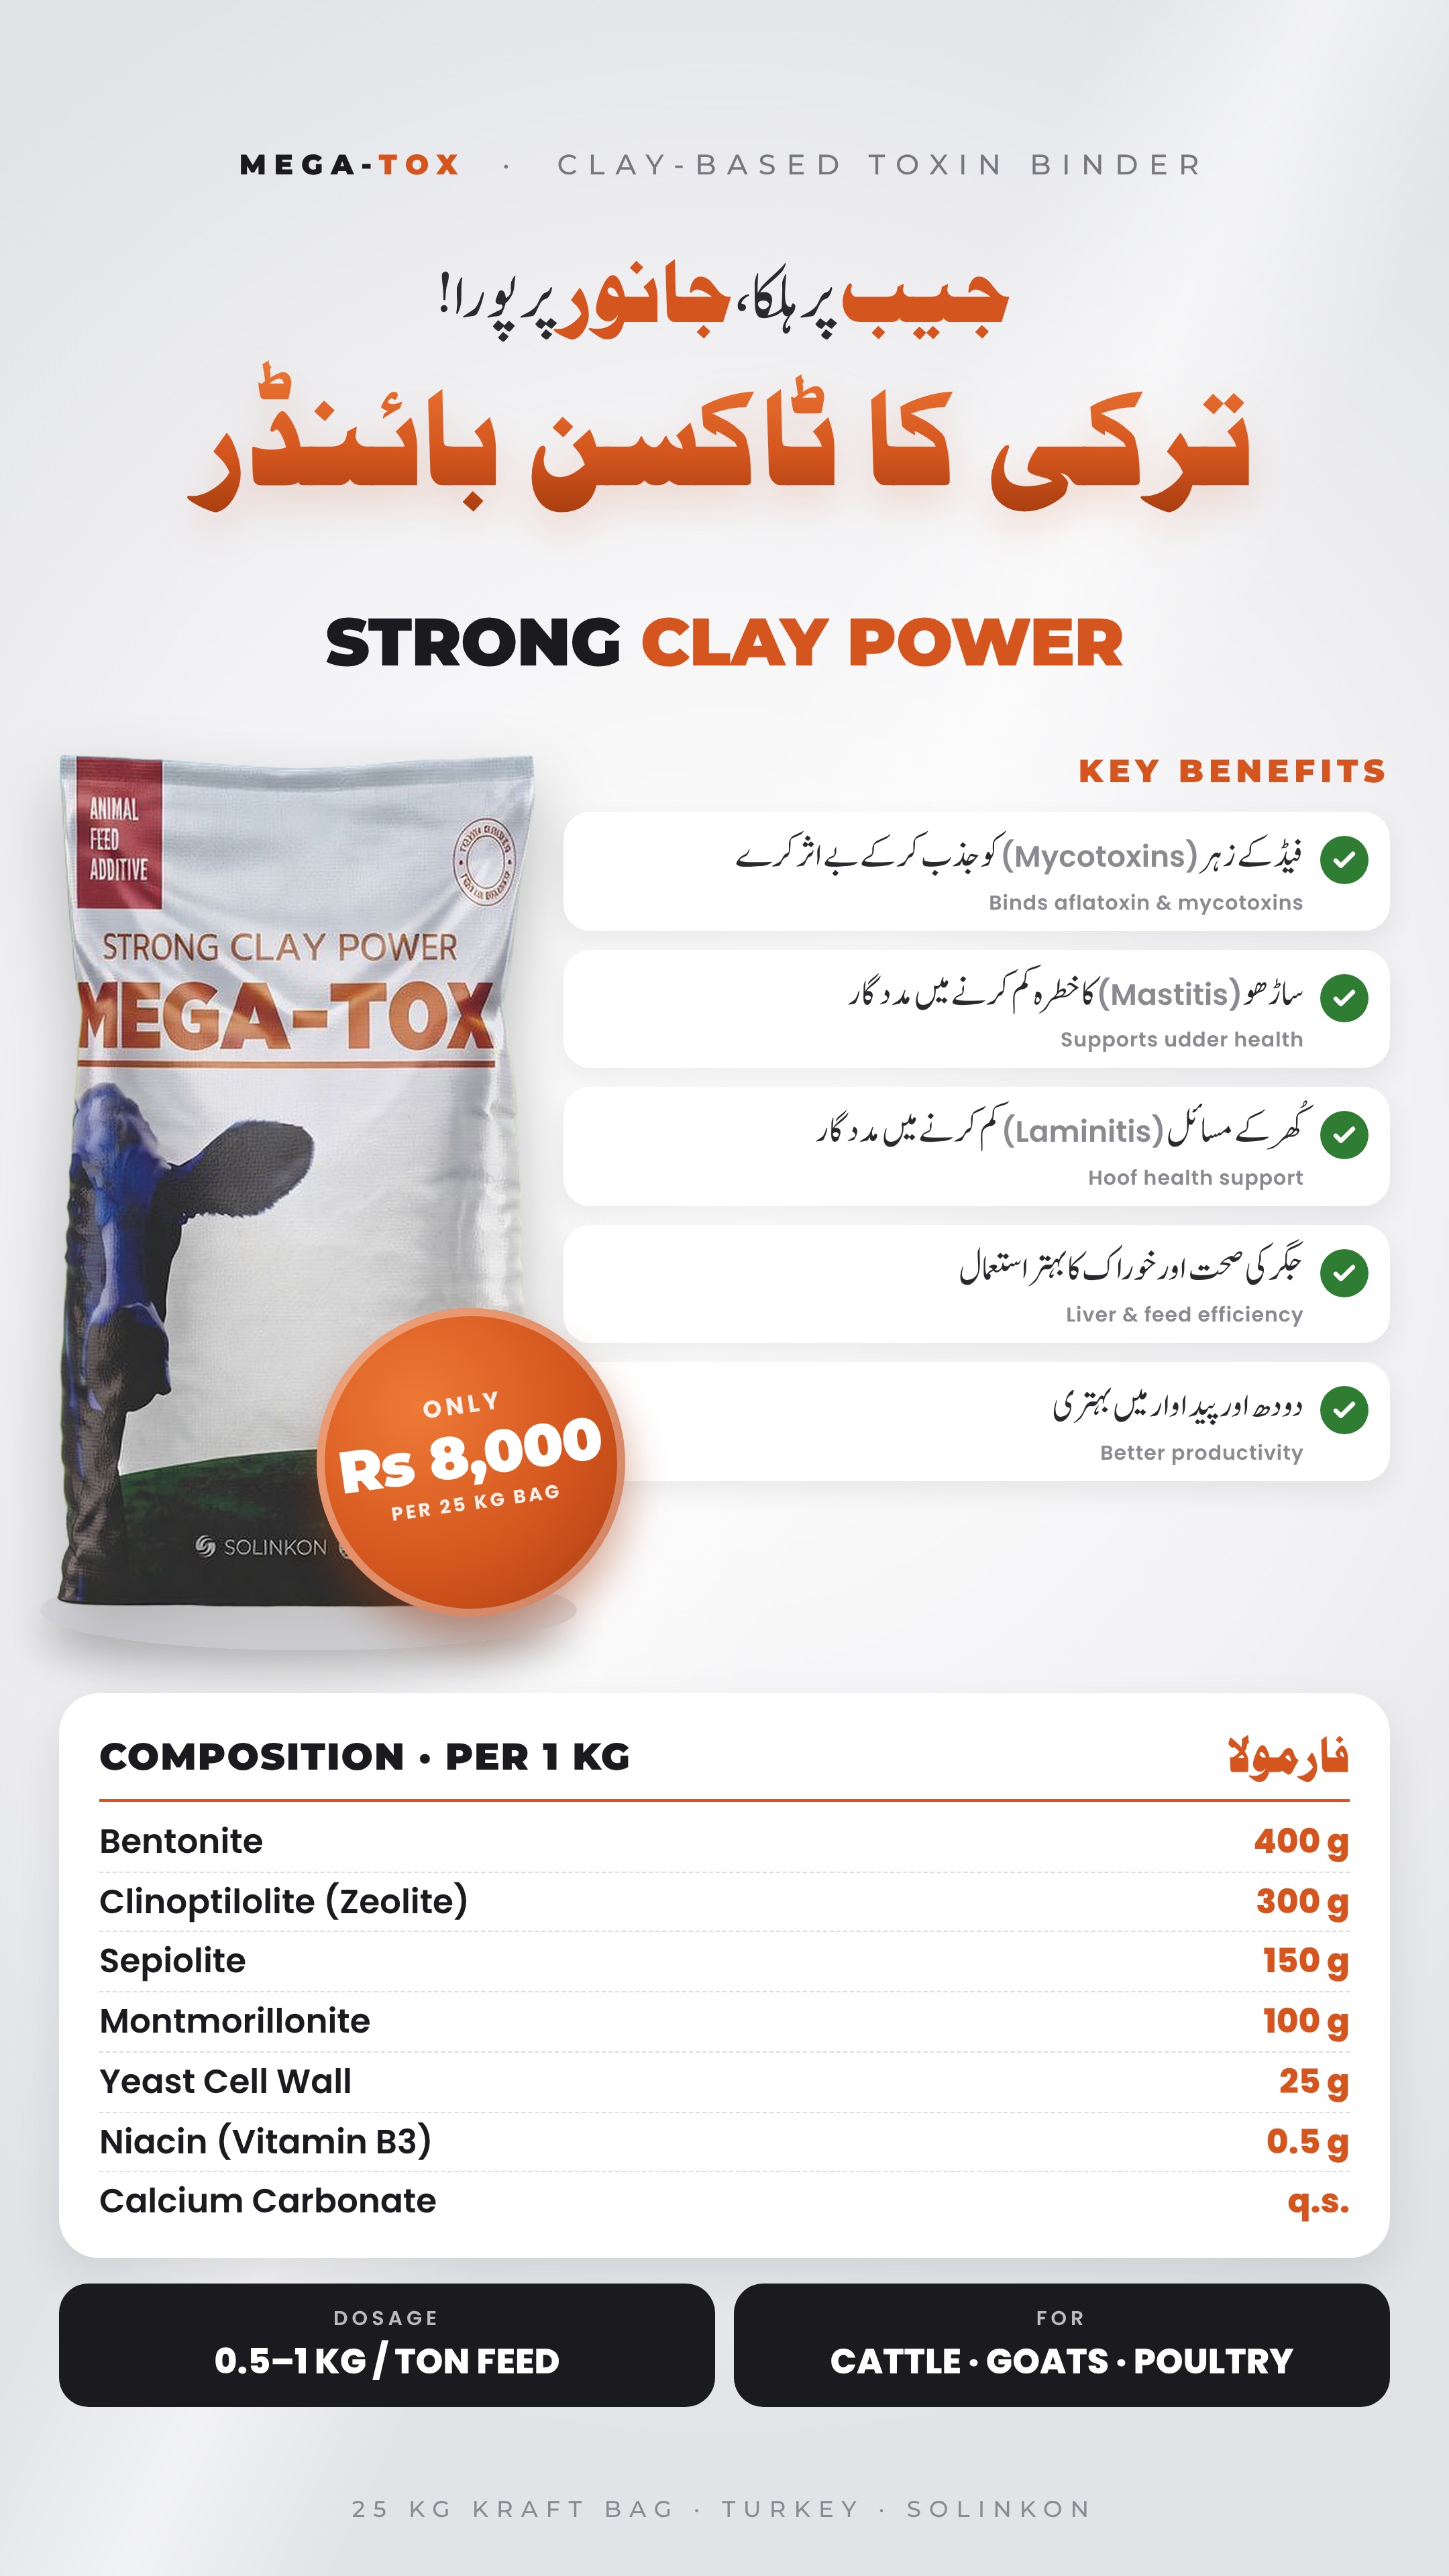 MEGA-TOX · CLAY-BASED TOXIN BINDER
جیب پر ہلکا، جانور پر پورا!
ترکی کا ٹاکسن بائنڈر
STRONG CLAY POWER
ANIMAL
FEED
ADDITIVE
STRONG CLAY POWER
MEGA-TOX
SOLINKON
ONLY
Rs 8,000
PER 25 KG BAG
KEY BENEFITS
فیڈ کے زہر (Mycotoxins) کو جذب کر کے بے اثر کرے
Binds aflatoxin & mycotoxins
ساڑھو (Mastitis) کا خطرہ کم کرنے میں مددگار
Supports udder health
کُھر کے مسائل (Laminitis) کم کرنے میں مددگار
Hoof health support
جگر کی صحت اور خوراک کا بہتر استعمال
Liver & feed efficiency
دودھ اور پیداوار میں بہتری
Better productivity
COMPOSITION · PER 1 KG فارمولا
Bentonite 400 g
Clinoptilolite (Zeolite) 300 g
Sepiolite 150 g
Montmorillonite 100 g
Yeast Cell Wall 25 g
Niacin (Vitamin B3) 0.5 g
Calcium Carbonate q.s.
DOSAGE
0.5–1 KG / TON FEED
FOR
CATTLE · GOATS · POULTRY
25 KG KRAFT BAG · TURKEY · SOLINKON